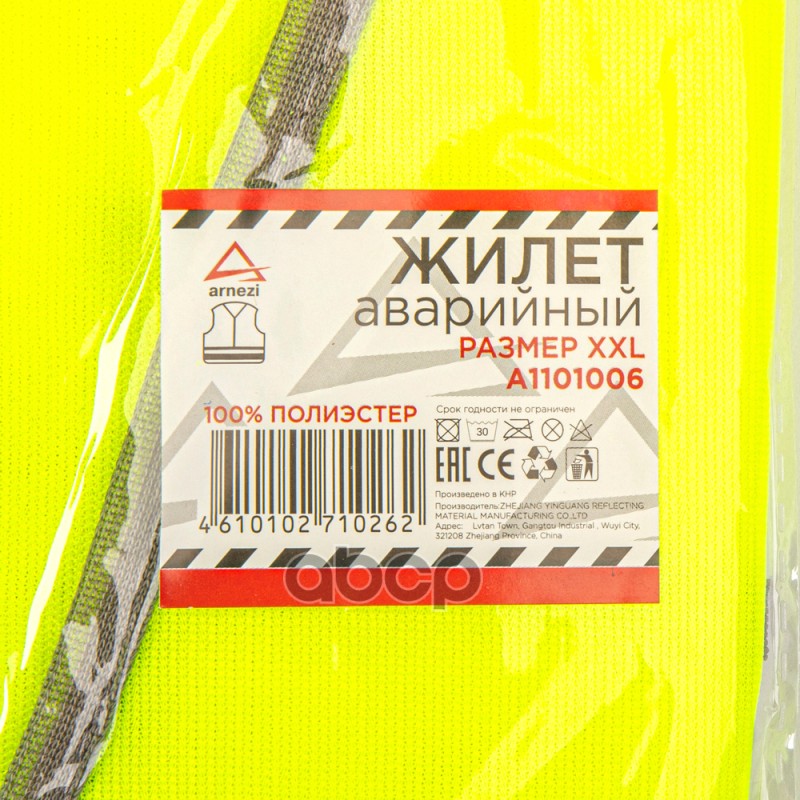 ЖИЛЕТ
аварийный
РАЗМЕР XXL
A1101006
arnezi
100% ПОЛИЭСТЕР
Срок годности не ограничен
30
EAC CE
Произведено в КНР
Производитель:ZHEJIANG YINGUANG REFLECTING
MATERIAL MANUFACTURING CO.,LTD
Адрес: Lvtan Town, Gangtou Industrial , Wuyi City,
321208 Zhejiang Province, China
4 610102 710262
abcp